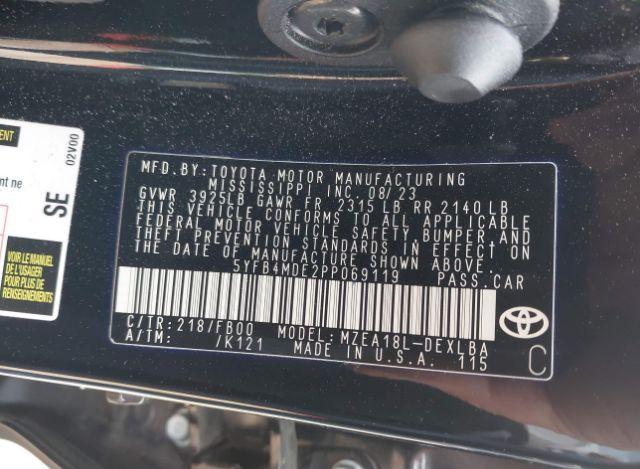 ENT
t ne
VOIR LE MANUEL
DE L'USAGER
POUR PLUS DE
RENSEIGNEMENTS
SE
02V00
MFD.BY: TOYOTA MOTOR MANUFACTURING
MISSISSIPPI INC. 08/23
GVWR 3925LB GAWR FR 2315 LB RR 2140 LB
THIS VEHICLE CONFORMS TO ALL APPLICABLE
FEDERAL MOTOR VEHICLE SAFETY, BUMPER, AND
THEFT PREVENTION STANDARDS IN EFFECT ON
THE DATE OF MANUFACTURE SHOWN ABOVE.
5YFB4MDE2PP069119 PASS.CAR
C/TR: 218/FB00 MODEL: MZEA18L-DEXLBA
A/TM: /K121 MADE IN U.S.A. 115
C